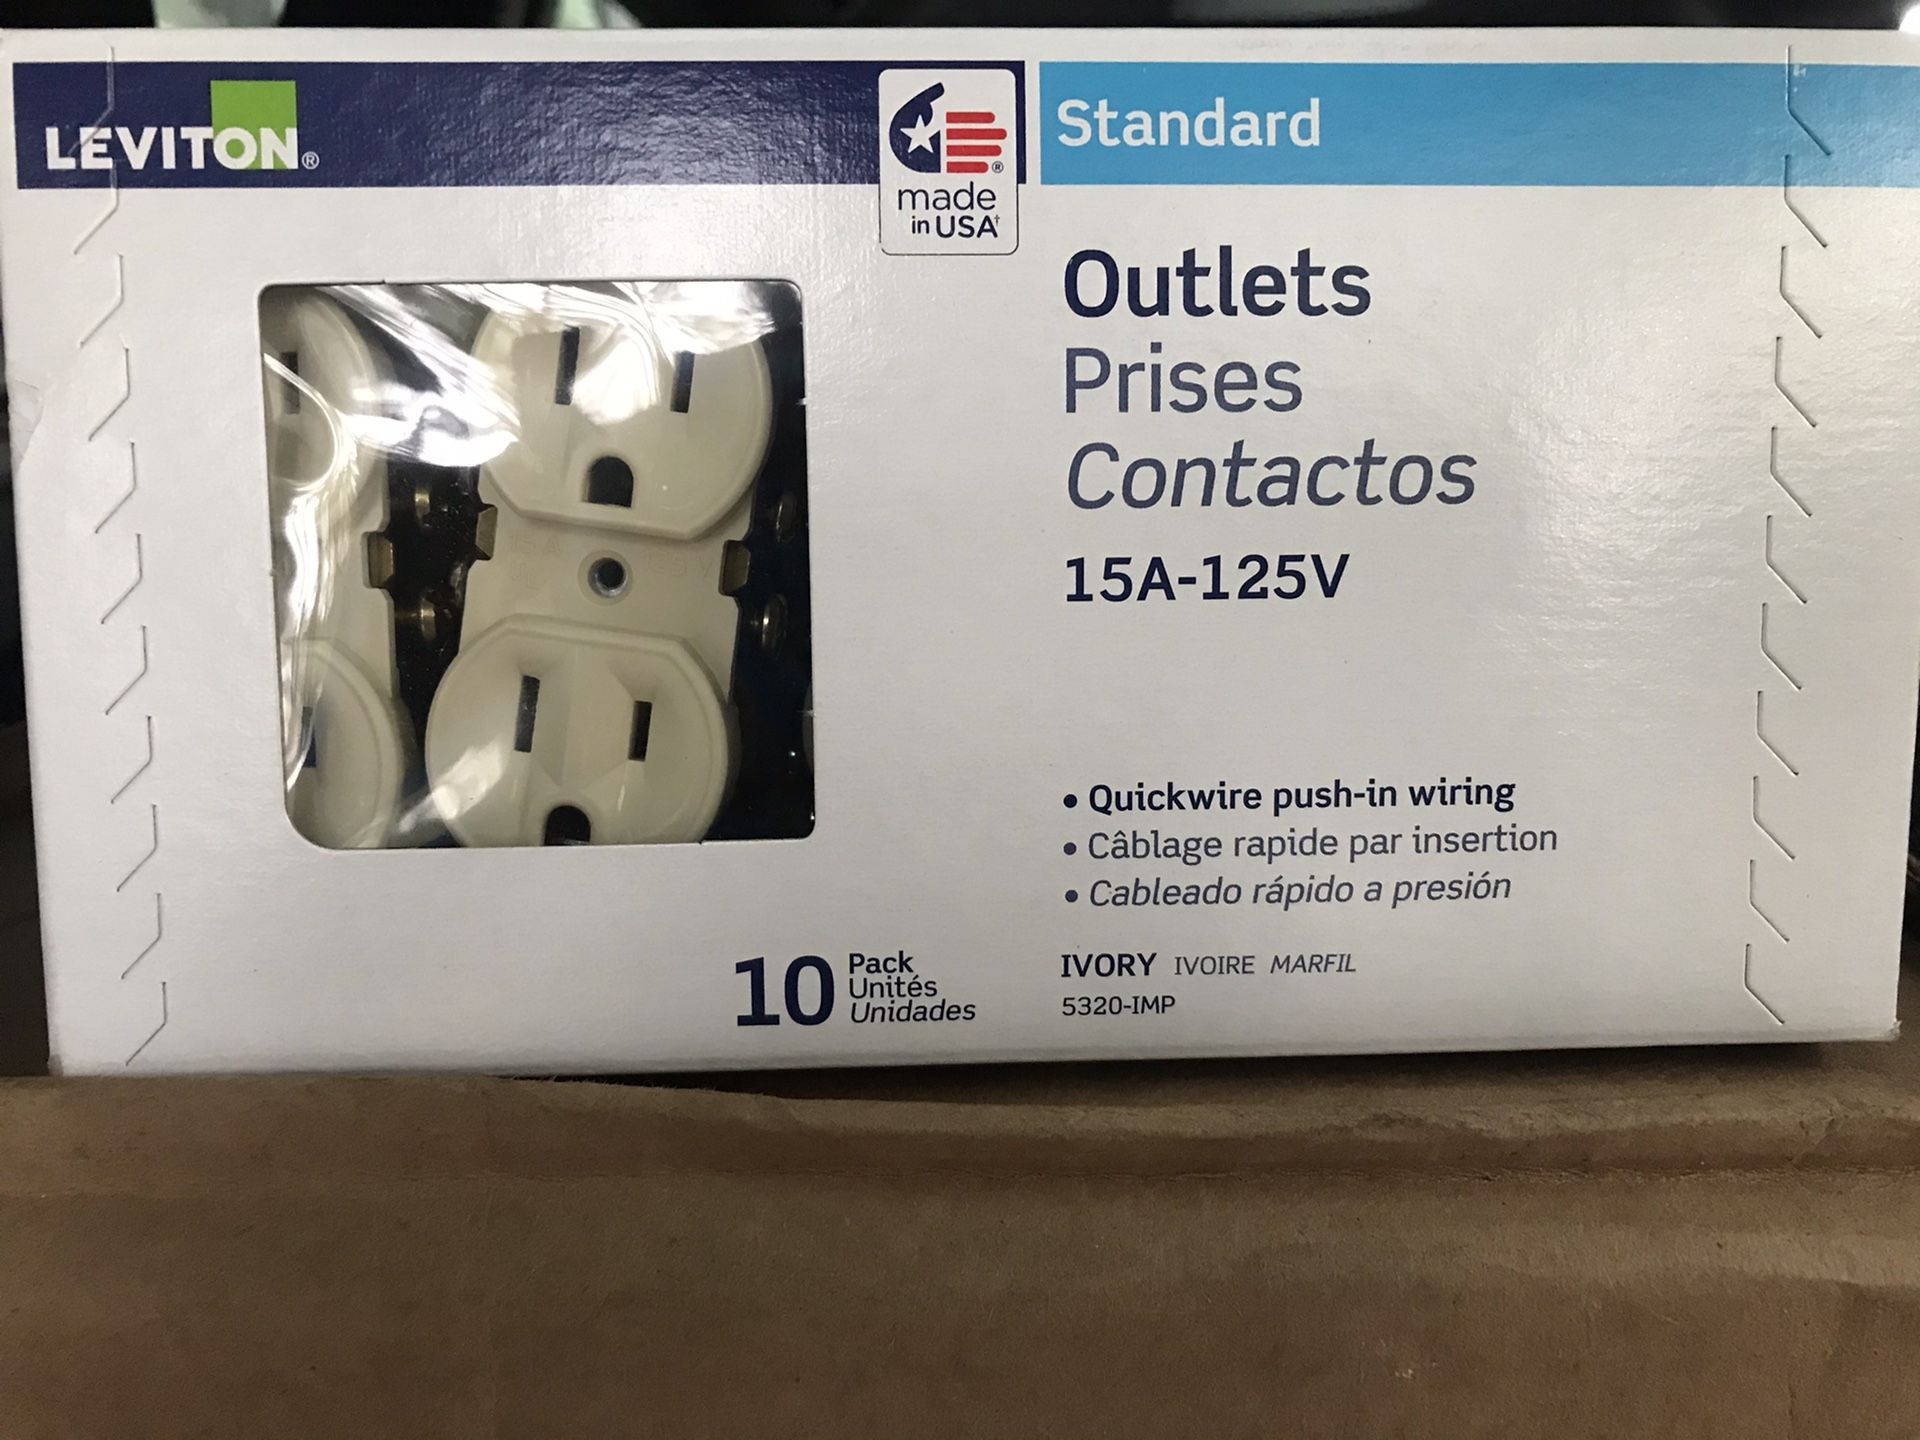 LEVITON®
made
in USA†
Standard
Outlets
Prises
Contactos
15A-125V
• Quickwire push-in wiring
• Câblage rapide par insertion
• Cableado rápido a presión
10 Pack
Unités
Unidades
IVORY IVOIRE MARFIL
5320-IMP